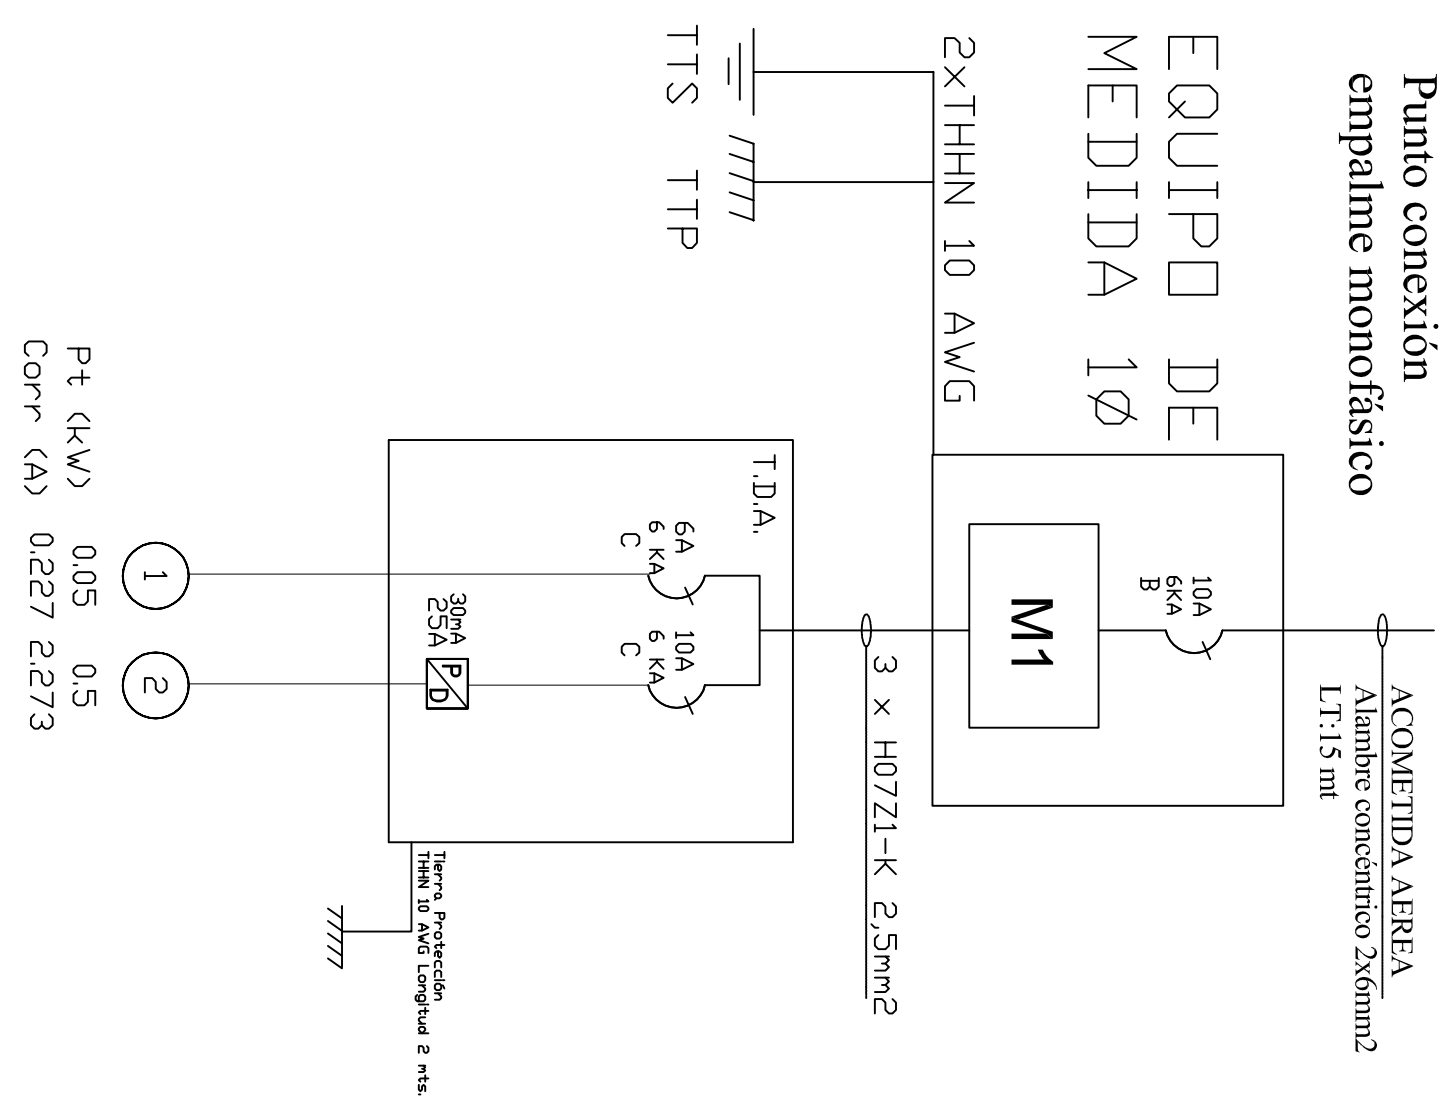 Punto conexión
empalme monofásico
ACOMETIDA AEREA
Alambre concéntrico 2x6mm2
LT:15 mt
EQUIPO DE
MEDIDA 1Ø
10A
6KA
B
M1
2xTHHN 10 AWG
TTS TTP
3 x H07Z1-K 2,5mm2
T.D.A.
6A
6 KA
C
10A
6 KA
C
30mA
25A
P
D
Tierra Protección
THHN 10 AWG Longitud 2 mts.
1
2
Pt (kW) 0.05 0.5
Corr (A) 0.227 2.273